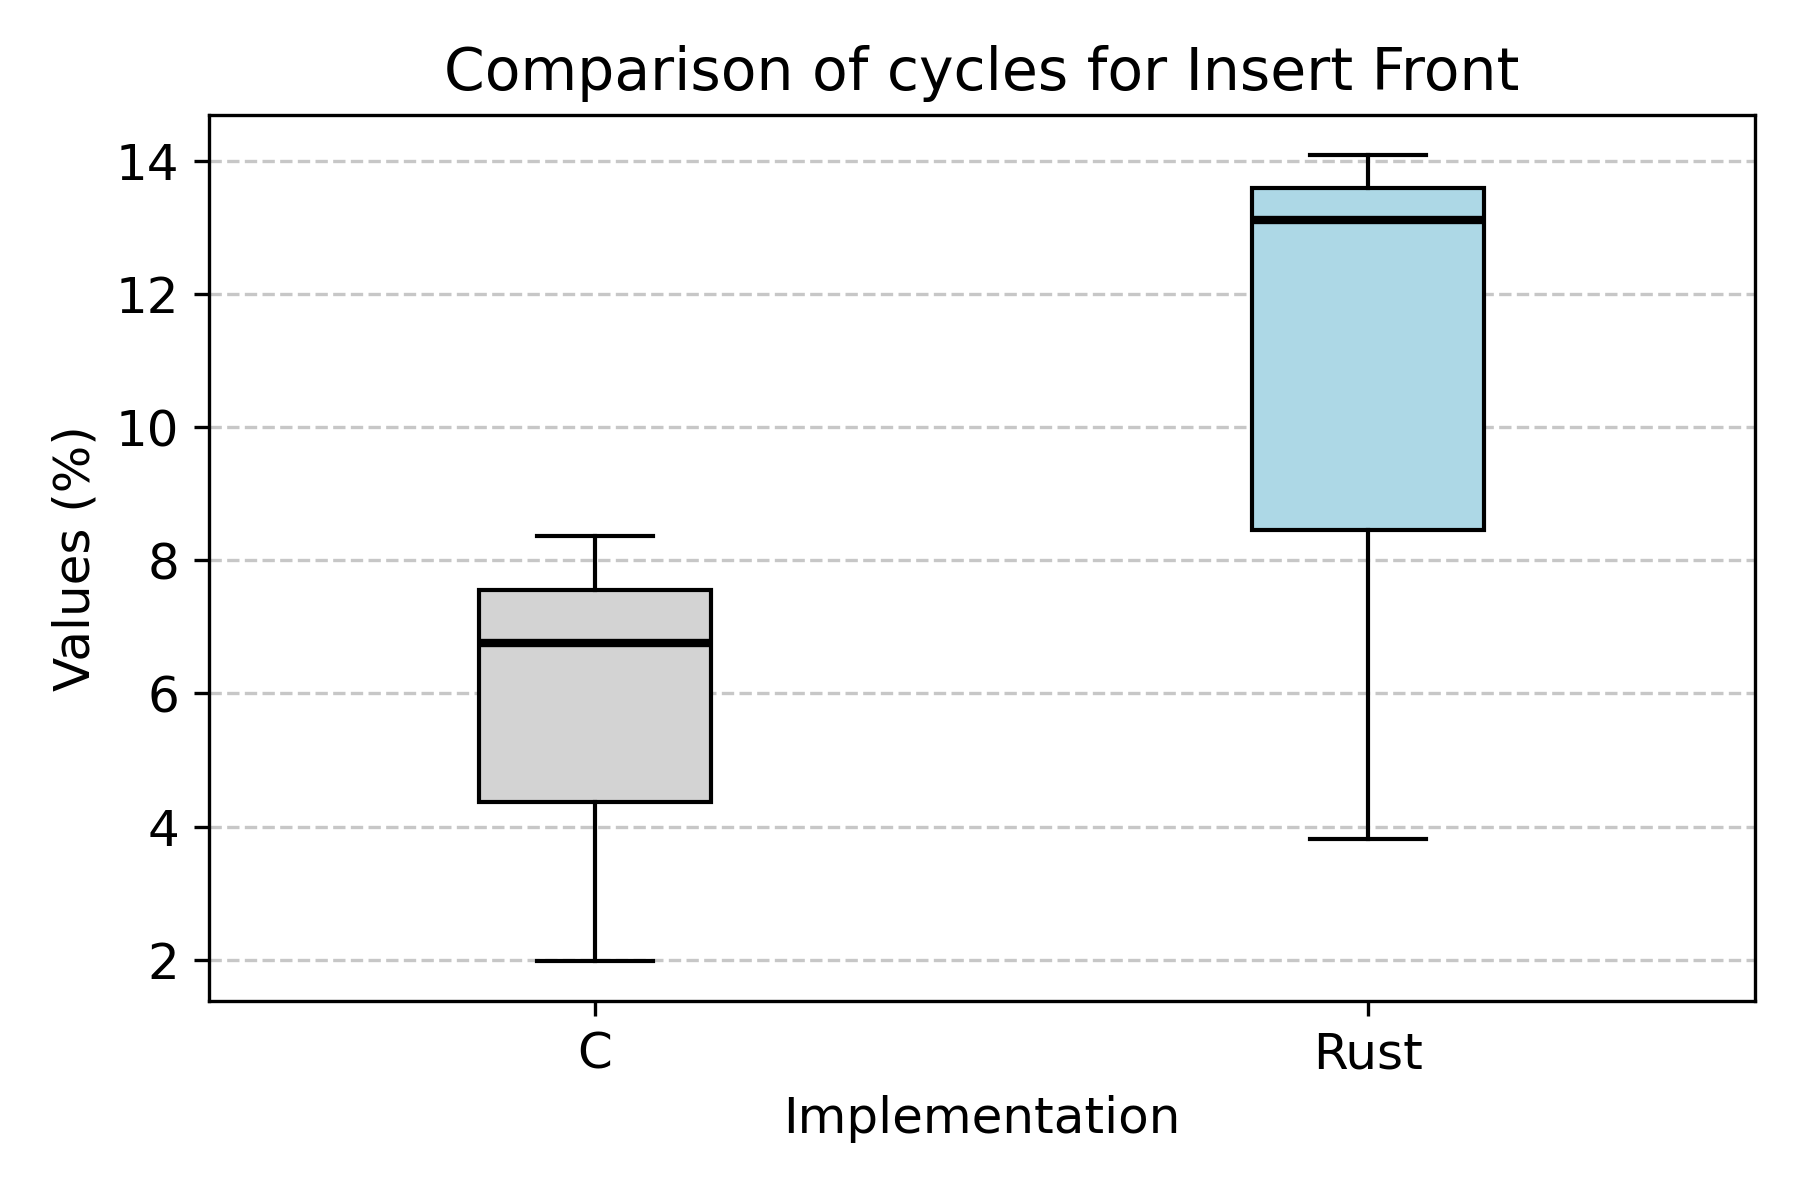 Comparison of cycles for Insert Front
Values (%)
14
12
10
8
6
4
2
C
Rust
Implementation